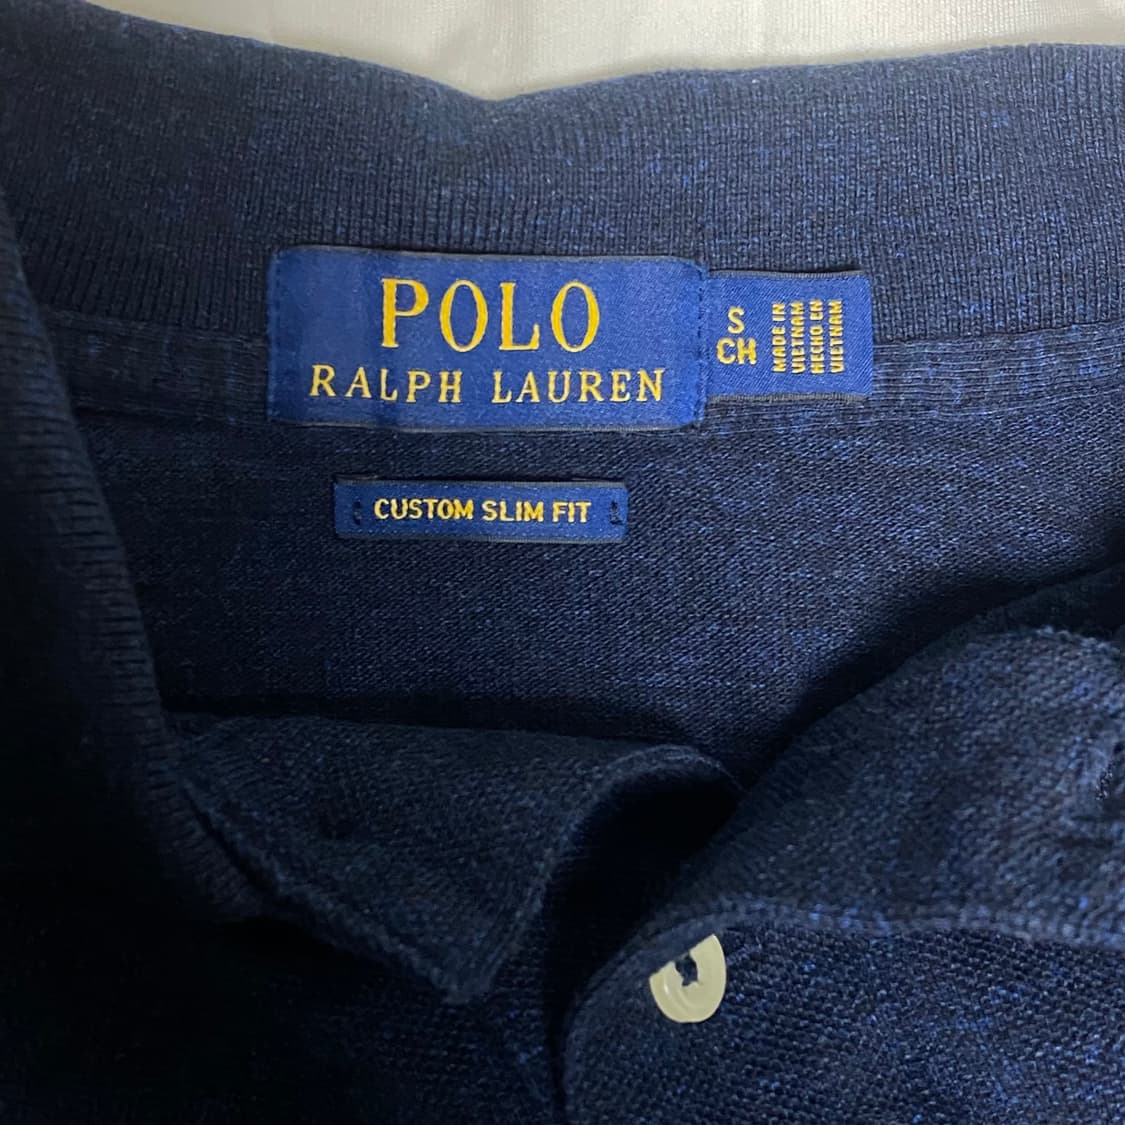 POLO
RALPH LAUREN
S
CH
MADE IN
VIETNAM
HECHO EN
VIETNAM
CUSTOM SLIM FIT